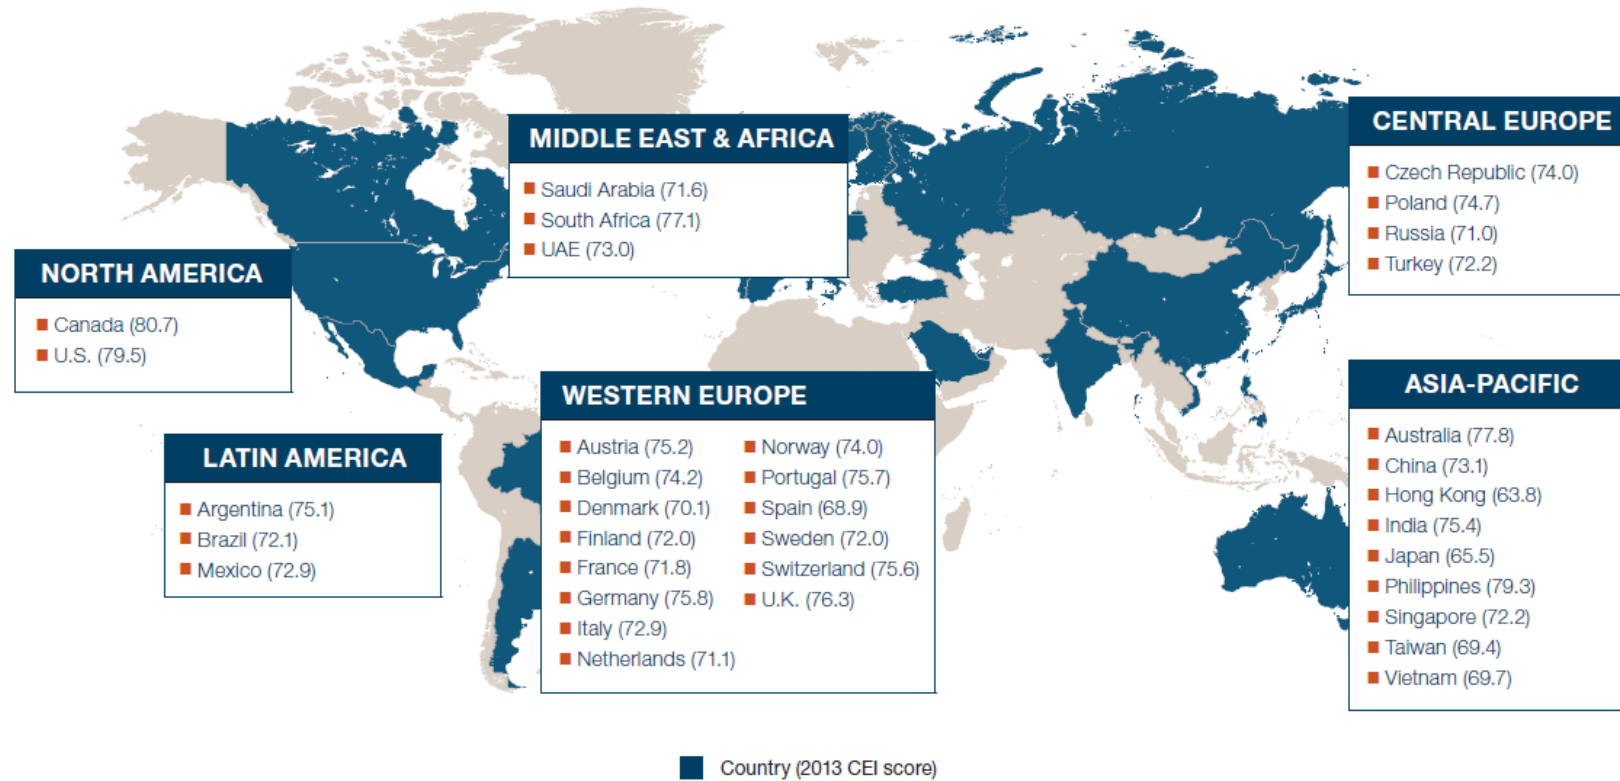 MIDDLE EAST & AFRICA
■ Saudi Arabia (71.6)
■ South Africa (77.1)
■ UAE (73.0)
CENTRAL EUROPE
■ Czech Republic (74.0)
■ Poland (74.7)
■ Russia (71.0)
■ Turkey (72.2)
NORTH AMERICA
■ Canada (80.7)
■ U.S. (79.5)
LATIN AMERICA
■ Argentina (75.1)
■ Brazil (72.1)
■ Mexico (72.9)
WESTERN EUROPE
■ Austria (75.2)
■ Belgium (74.2)
■ Denmark (70.1)
■ Finland (72.0)
■ France (71.8)
■ Germany (75.8)
■ Italy (72.9)
■ Netherlands (71.1)
■ Norway (74.0)
■ Portugal (75.7)
■ Spain (68.9)
■ Sweden (72.0)
■ Switzerland (75.6)
■ U.K. (76.3)
ASIA-PACIFIC
■ Australia (77.8)
■ China (73.1)
■ Hong Kong (63.8)
■ India (75.4)
■ Japan (65.5)
■ Philippines (79.3)
■ Singapore (72.2)
■ Taiwan (69.4)
■ Vietnam (69.7)
Country (2013 CEI score)